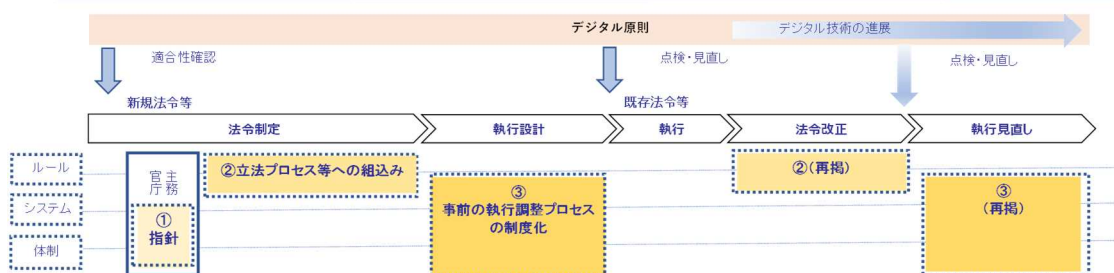 デジタル原則
デジタル技術の進展
適合性確認
点検・見直し
点検・見直し
新規法令等
既存法令等
法令制定
執行設計
執行
法令改正
執行見直し
ルール
システム
体制
主務
官庁
①
指針
②立法プロセス等への組込み
③
事前の執行調整プロセス
の制度化
②(再掲)
③
(再掲)